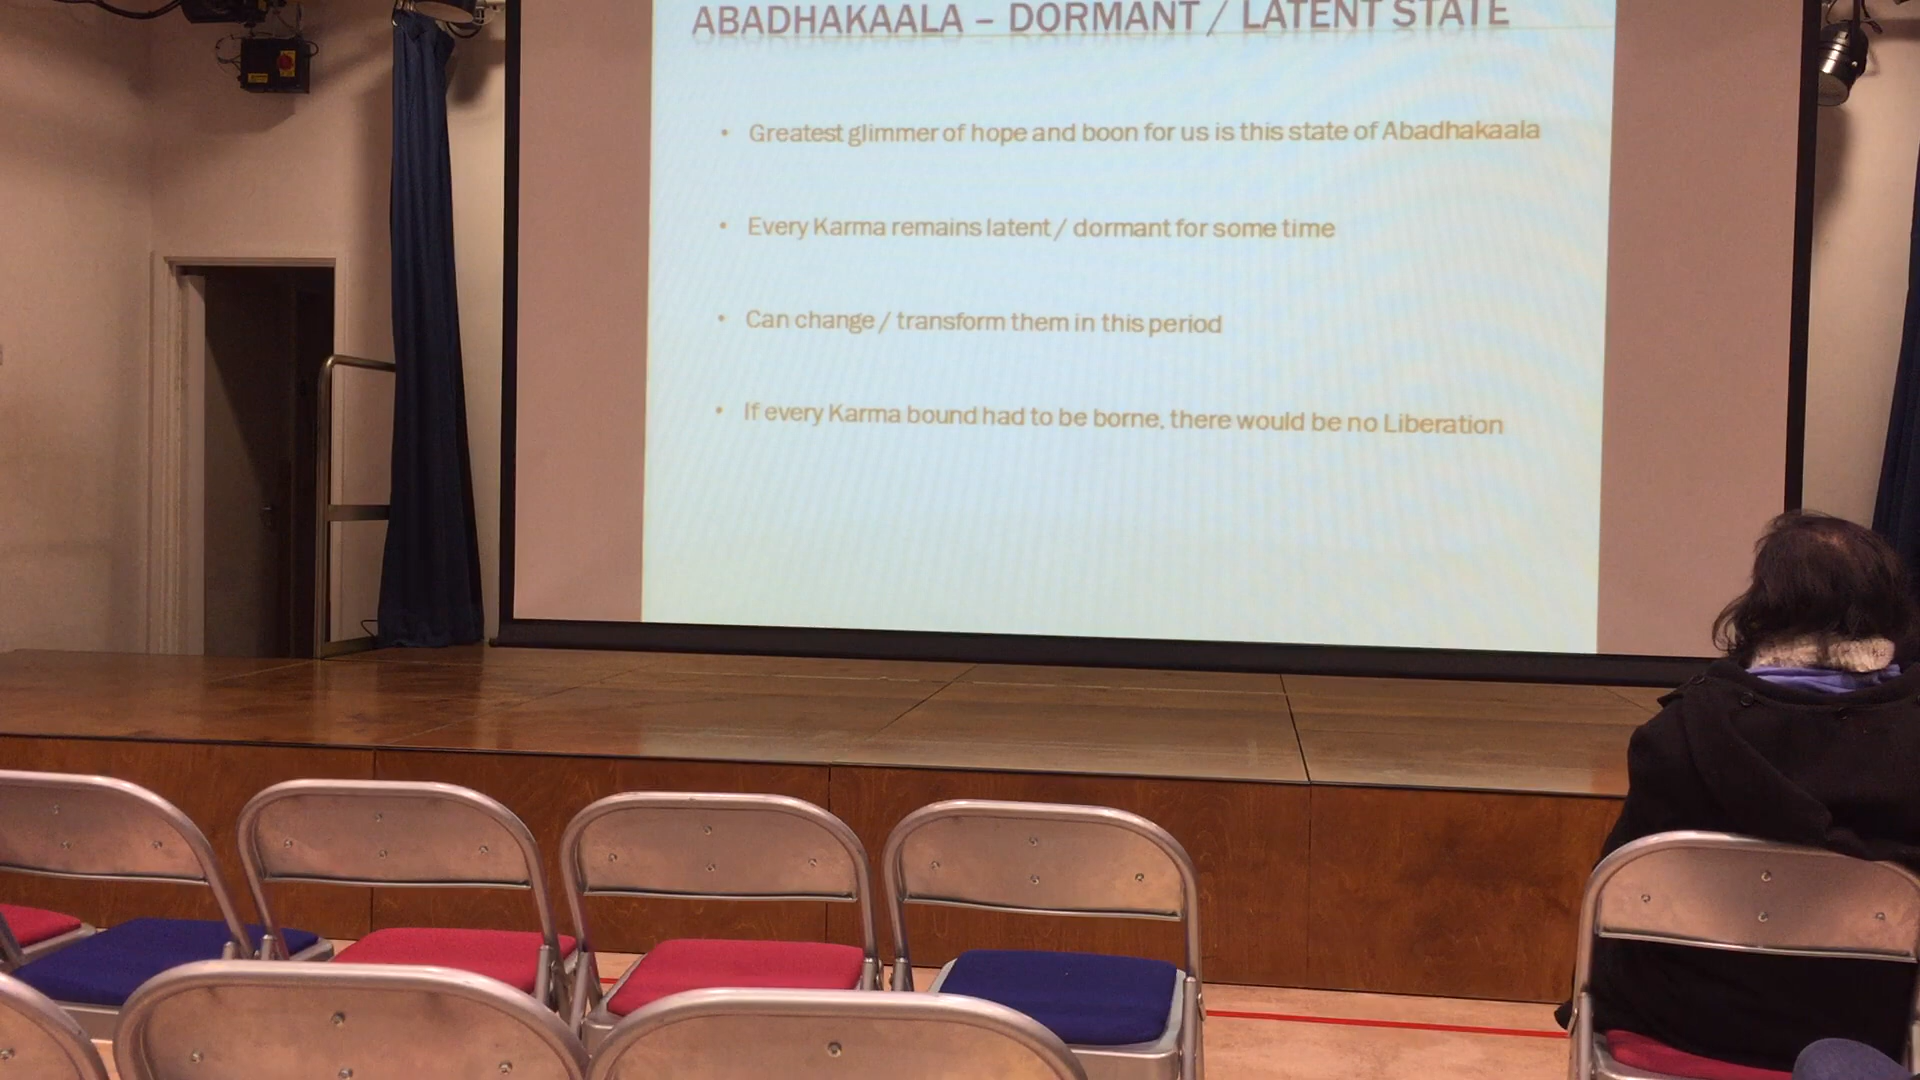 ABADHAKAALA – DORMANT / LATENT STATE
• Greatest glimmer of hope and boon for us is this state of Abadhakaala
• Every Karma remains latent / dormant for some time
• Can change / transform them in this period
• If every Karma bound had to be borne, there would be no Liberation